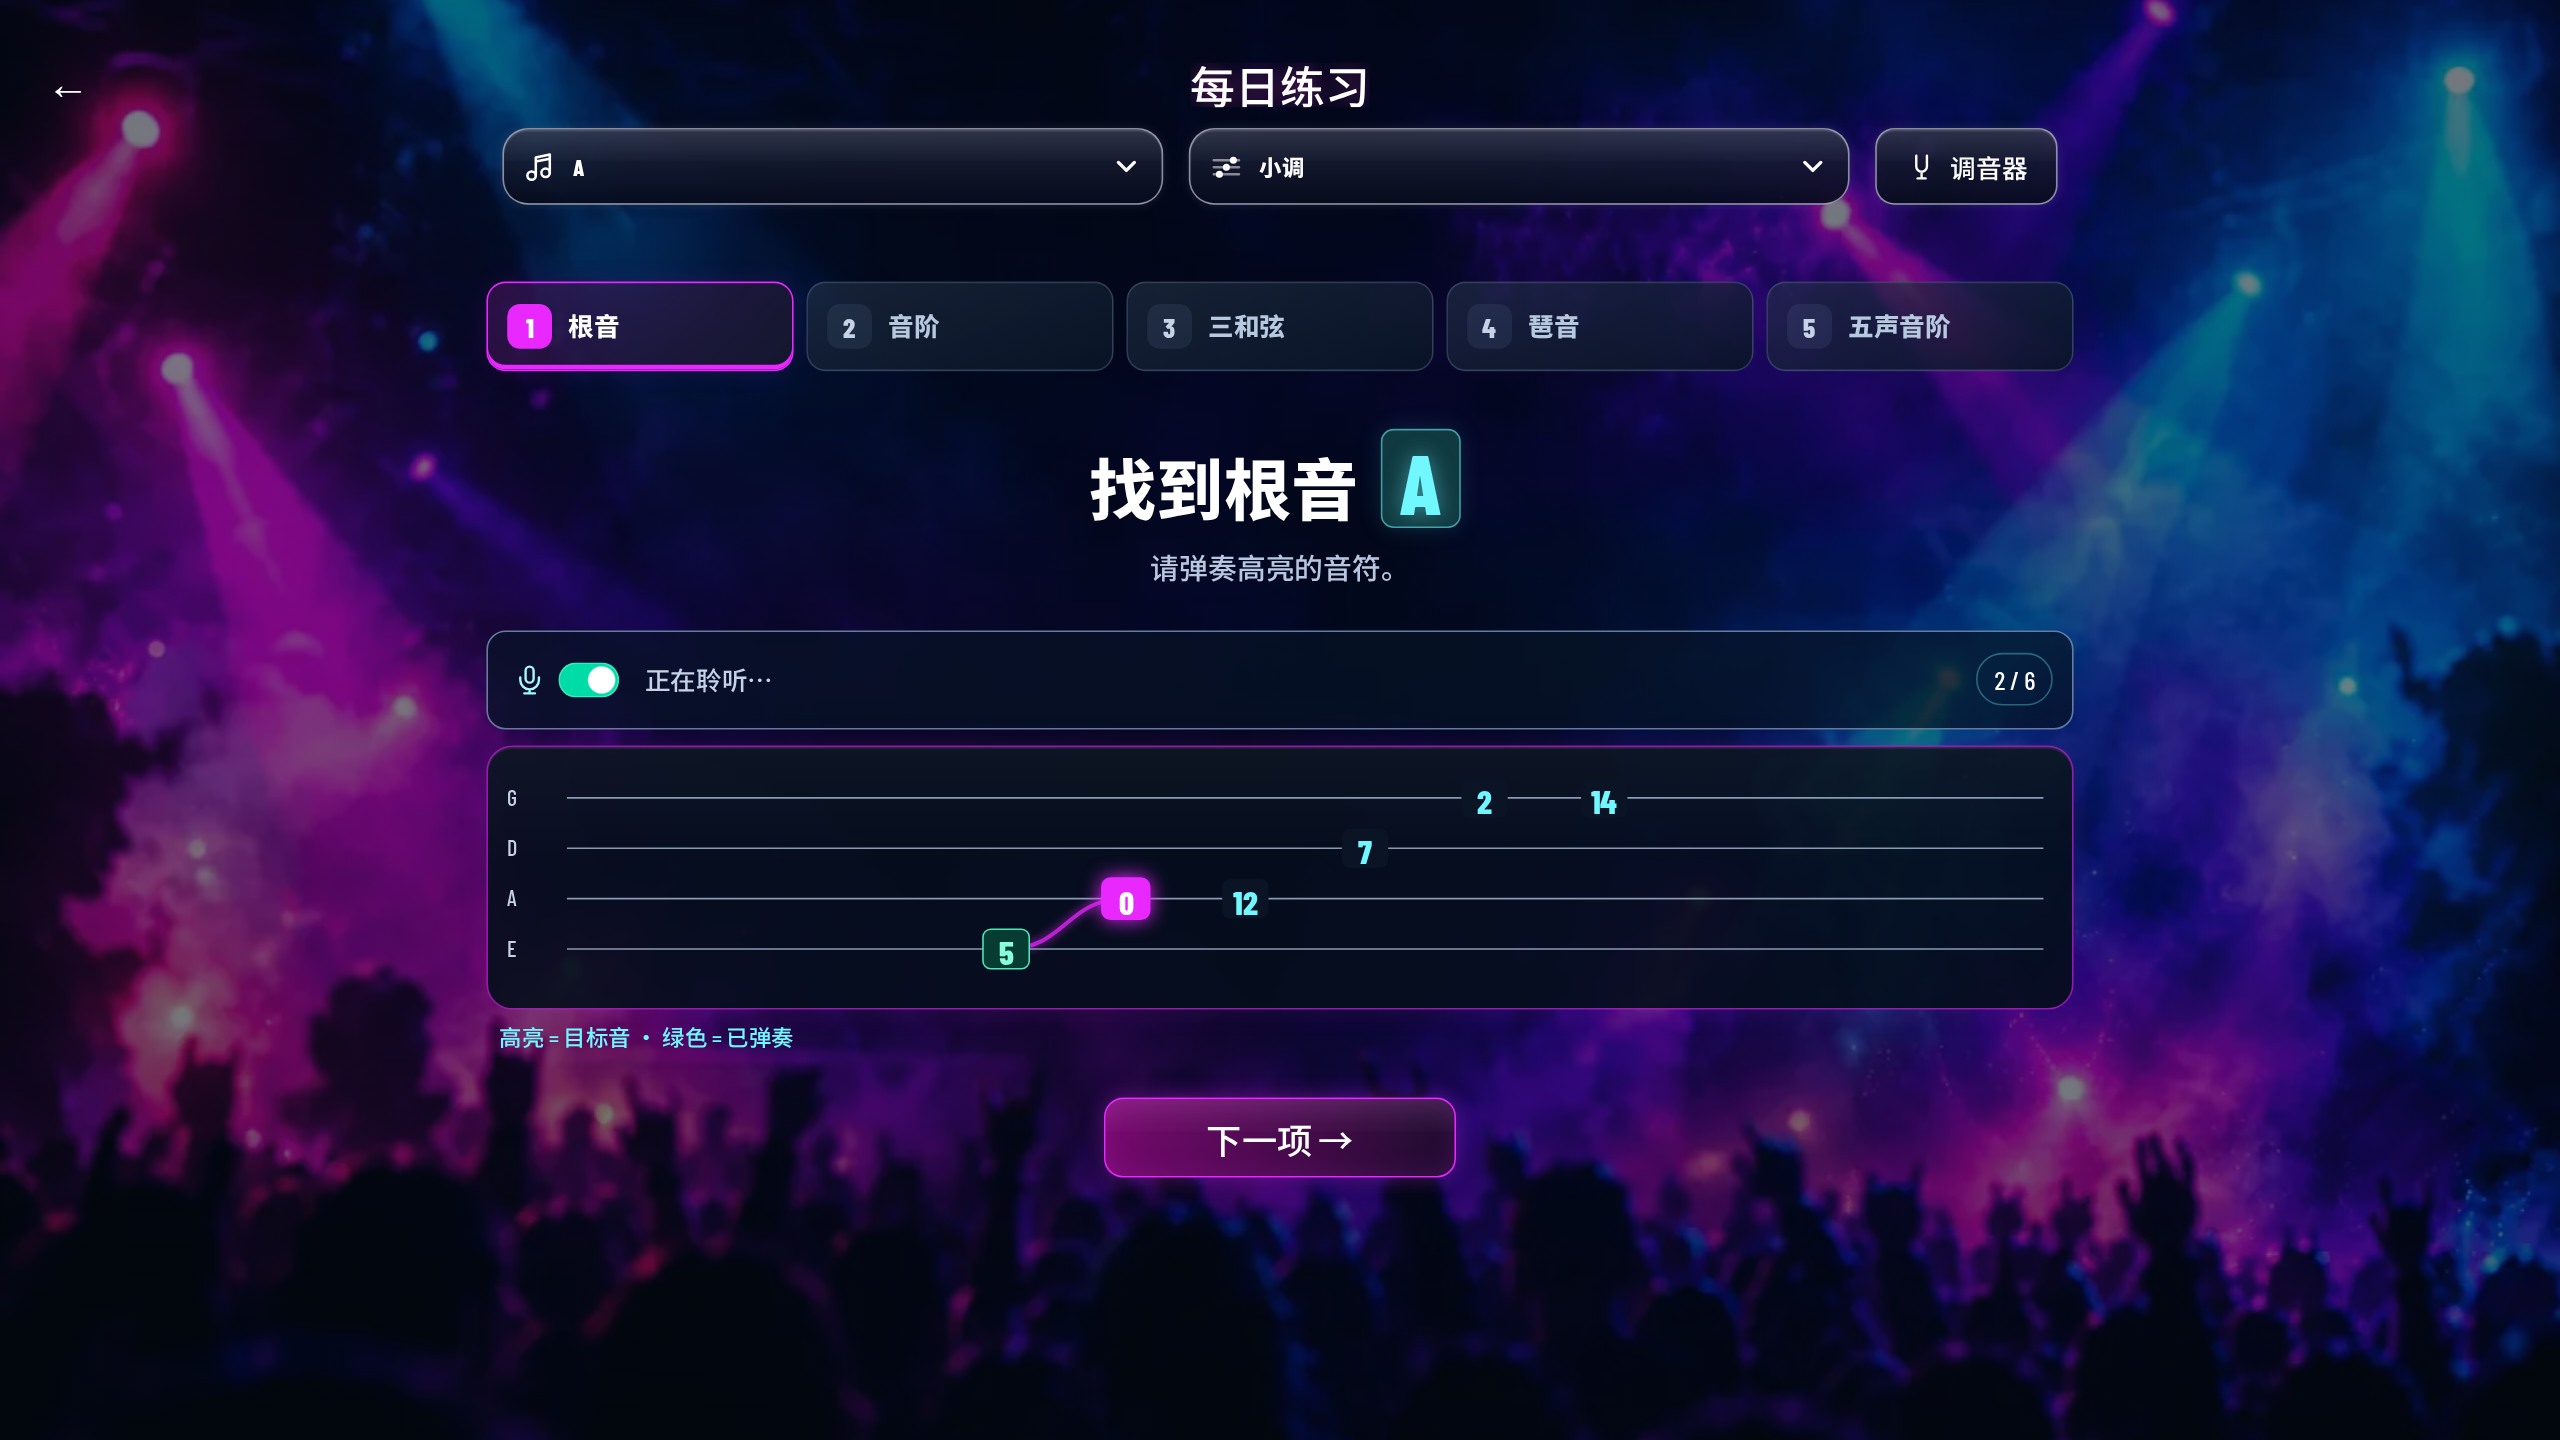 ←
每日练习
A
小调
调音器
1 根音
2 音阶
3 三和弦
4 琶音
5 五声音阶
找到根音 A
请弹奏高亮的音符。
正在聆听…
2 / 6
G 2 14
D 7
A 0 12
E 5
高亮 = 目标音 • 绿色 = 已弹奏
下一项 →